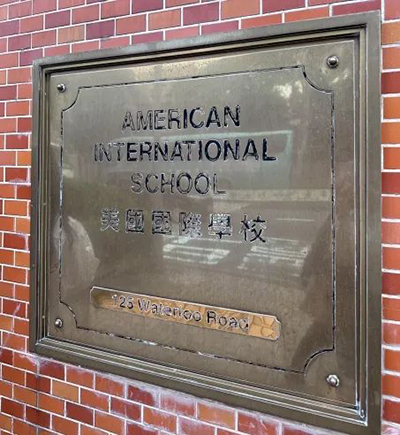 AMERICAN
INTERNATIONAL
SCHOOL
美國國際學校
125 Waterloo Road